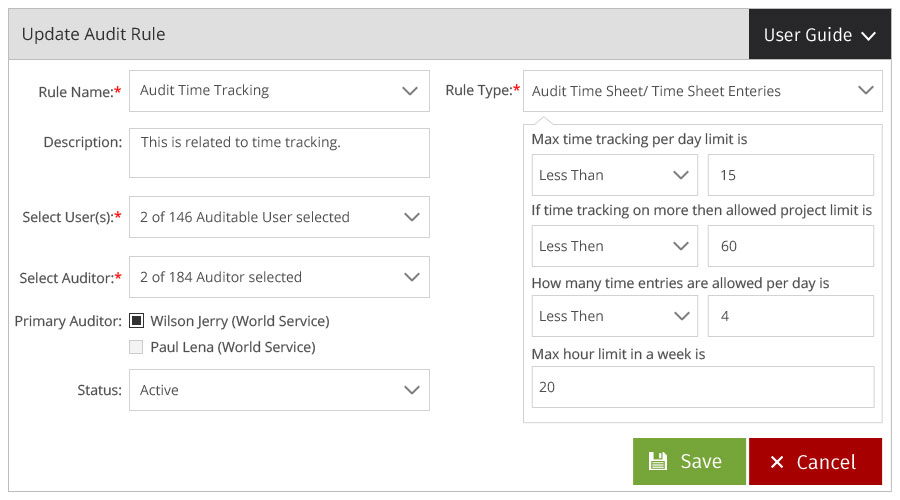 Update Audit Rule
User Guide
Rule Name:*
Audit Time Tracking
Description:
This is related to time tracking.
Select User(s):*
2 of 146 Auditable User selected
Select Auditor:*
2 of 184 Auditor selected
Primary Auditor:
Wilson Jerry (World Service)
Paul Lena (World Service)
Status:
Active
Rule Type:*
Audit Time Sheet/ Time Sheet Enteries
Max time tracking per day limit is
Less Than
15
If time tracking on more then allowed project limit is
Less Then
60
How many time entries are allowed per day is
Less Then
4
Max hour limit in a week is
20
Save
Cancel